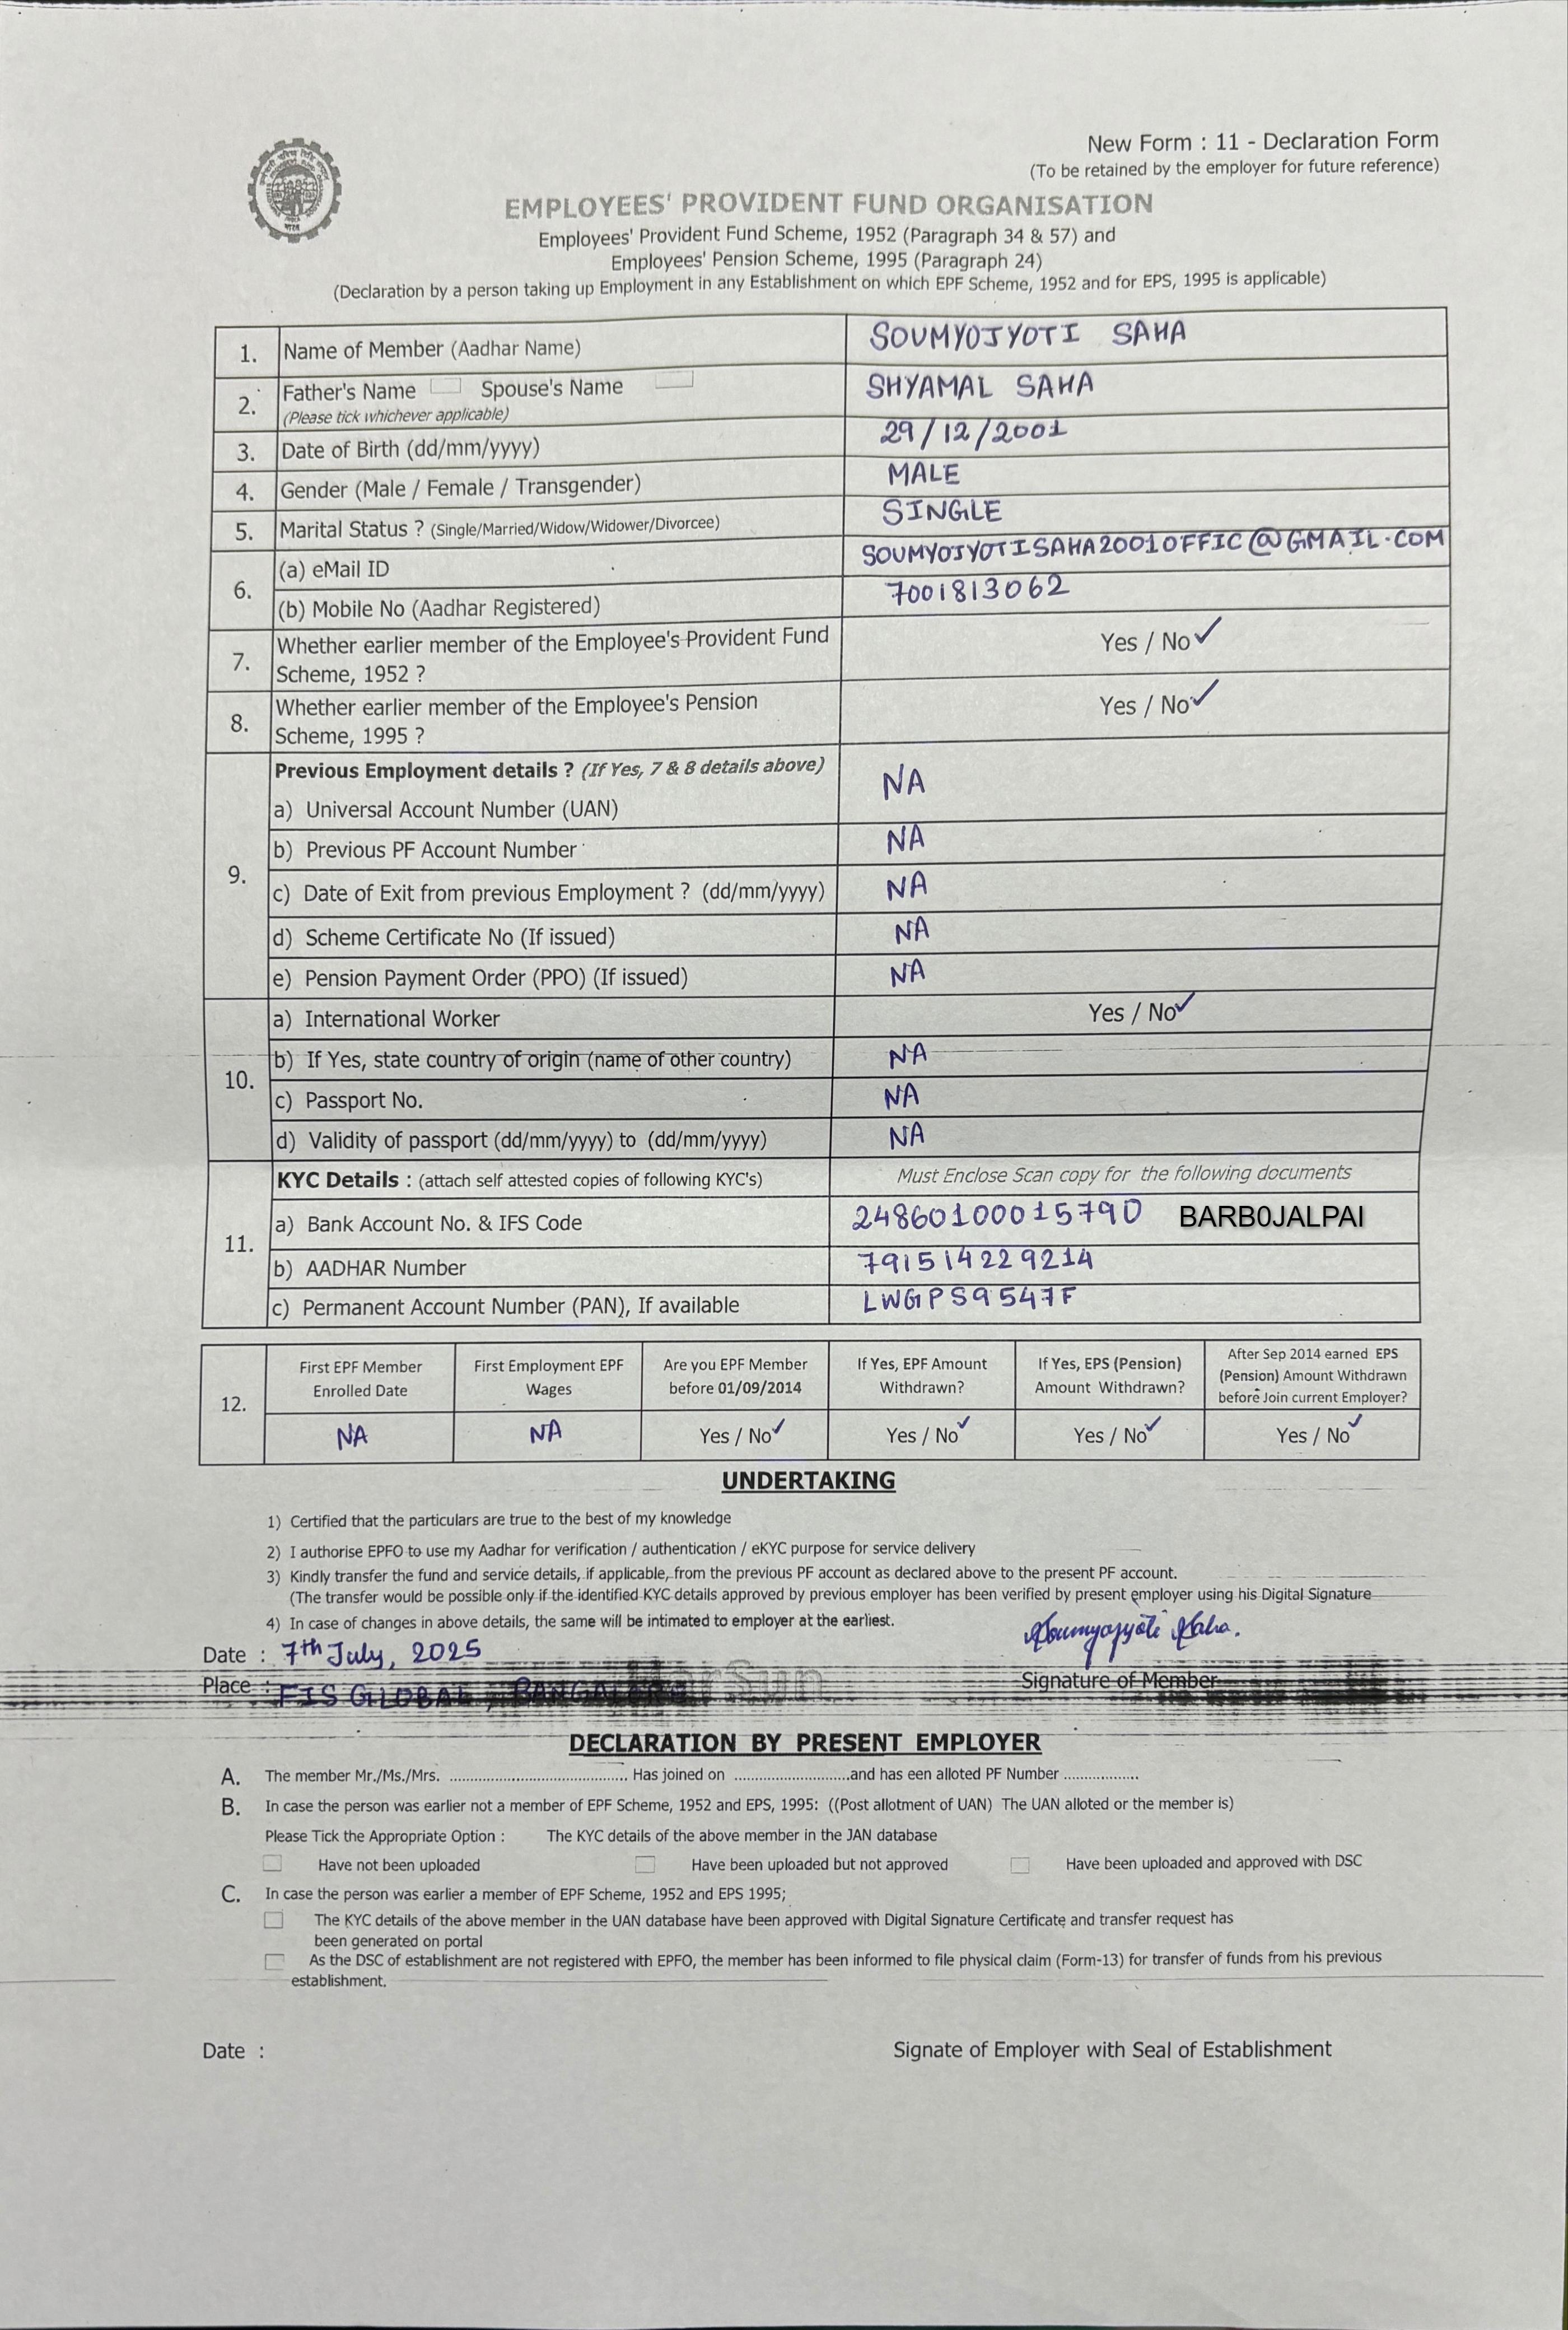 New Form : 11 - Declaration Form
(To be retained by the employer for future reference)
EMPLOYEES' PROVIDENT FUND ORGANISATION
Employees' Provident Fund Scheme, 1952 (Paragraph 34 & 57) and
Employees' Pension Scheme, 1995 (Paragraph 24)
(Declaration by a person taking up Employment in any Establishment on which EPF Scheme, 1952 and for EPS, 1995 is applicable)
1. Name of Member (Aadhar Name) SOUMYOJYOTI SAHA
2. Father's Name Spouse's Name SHYAMAL SAHA
(Please tick whichever applicable)
3. Date of Birth (dd/mm/yyyy) 29/12/2001
4. Gender (Male / Female / Transgender) MALE
5. Marital Status ? (Single/Married/Widow/Widower/Divorcee) SINGLE
6. (a) eMail ID SOUMYOJYOTISAHA2001OFFIC@GMAIL.COM
(b) Mobile No (Aadhar Registered) 7001813062
7. Whether earlier member of the Employee's Provident Fund Yes / No ✓
Scheme, 1952 ?
8. Whether earlier member of the Employee's Pension Yes / No ✓
Scheme, 1995 ?
9. Previous Employment details ? (If Yes, 7 & 8 details above)
a) Universal Account Number (UAN) NA
b) Previous PF Account Number NA
c) Date of Exit from previous Employment ? (dd/mm/yyyy) NA
d) Scheme Certificate No (If issued) NA
e) Pension Payment Order (PPO) (If issued) NA
10. a) International Worker Yes / No ✓
b) If Yes, state country of origin (name of other country) NA
c) Passport No. NA
d) Validity of passport (dd/mm/yyyy) to (dd/mm/yyyy) NA
11. KYC Details : (attach self attested copies of following KYC's) Must Enclose Scan copy for the following documents
a) Bank Account No. & IFS Code 24860100015790 BARB0JALPAI
b) AADHAR Number 791514229214
c) Permanent Account Number (PAN), If available LWGPS9547F
12. First EPF Member Enrolled Date NA
First Employment EPF Wages NA
Are you EPF Member before 01/09/2014 Yes / No ✓
If Yes, EPF Amount Withdrawn? Yes / No ✓
If Yes, EPS (Pension) Amount Withdrawn? Yes / No ✓
After Sep 2014 earned EPS (Pension) Amount Withdrawn before Join current Employer? Yes / No ✓
UNDERTAKING
1) Certified that the particulars are true to the best of my knowledge
2) I authorise EPFO to use my Aadhar for verification / authentication / eKYC purpose for service delivery
3) Kindly transfer the fund and service details, if applicable, from the previous PF account as declared above to the present PF account.
(The transfer would be possible only if the identified KYC details approved by previous employer has been verified by present employer using his Digital Signature
4) In case of changes in above details, the same will be intimated to employer at the earliest.
Soumyojyoti Saha.
Date : 7th July, 2025
Place : FIS GLOBAL, BANGALORE Signature of Member
DECLARATION BY PRESENT EMPLOYER
A. The member Mr./Ms./Mrs. .................................... Has joined on ........................and has een alloted PF Number .................
B. In case the person was earlier not a member of EPF Scheme, 1952 and EPS, 1995: ((Post allotment of UAN) The UAN alloted or the member is)
Please Tick the Appropriate Option : The KYC details of the above member in the JAN database
Have not been uploaded Have been uploaded but not approved Have been uploaded and approved with DSC
C. In case the person was earlier a member of EPF Scheme, 1952 and EPS 1995;
The KYC details of the above member in the UAN database have been approved with Digital Signature Certificate and transfer request has
been generated on portal
As the DSC of establishment are not registered with EPFO, the member has been informed to file physical claim (Form-13) for transfer of funds from his previous
establishment.
Date : Signate of Employer with Seal of Establishment